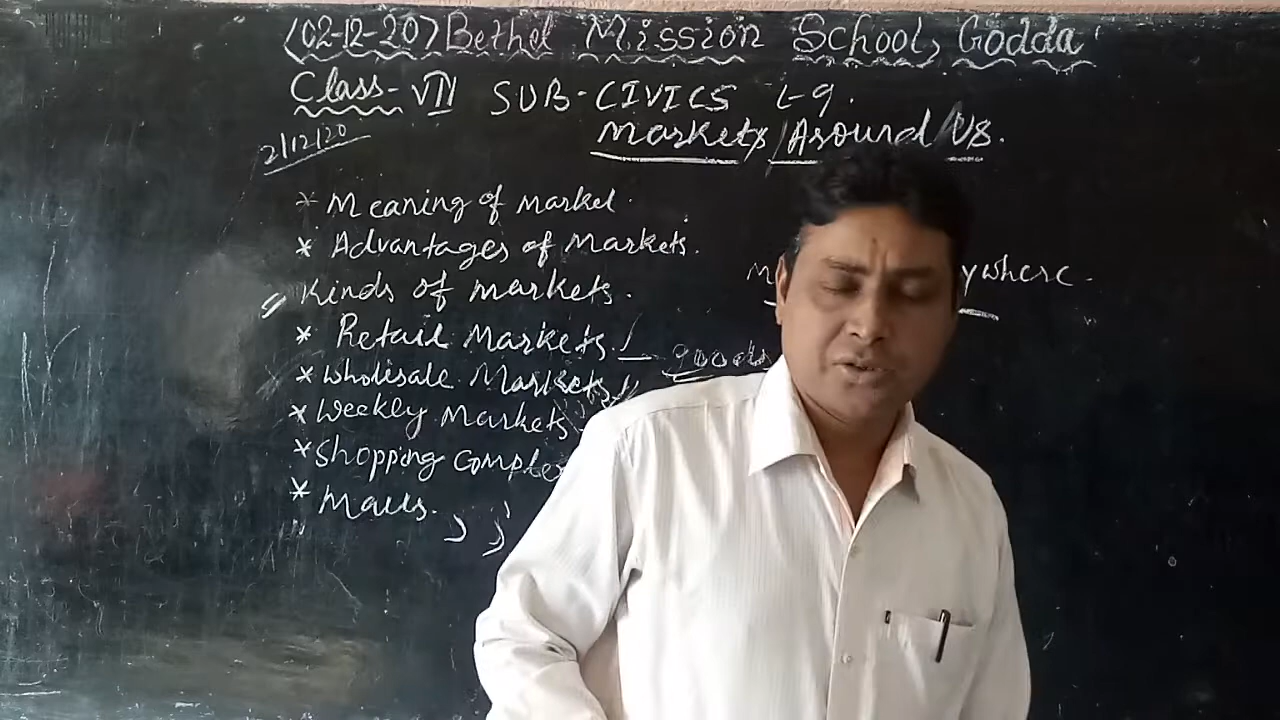 (02-12-20) Bethel Mission School, Godda
Class-VII SUB-CIVICS L-9.
2/12/20
Markets Around Us.
* Meaning of Market.
* Advantages of Markets.
Kinds of Markets.
* Retail Markets. goods
* Wholesale Markets
* Weekly Markets
* Shopping Comple
* Malls.
ywhere.